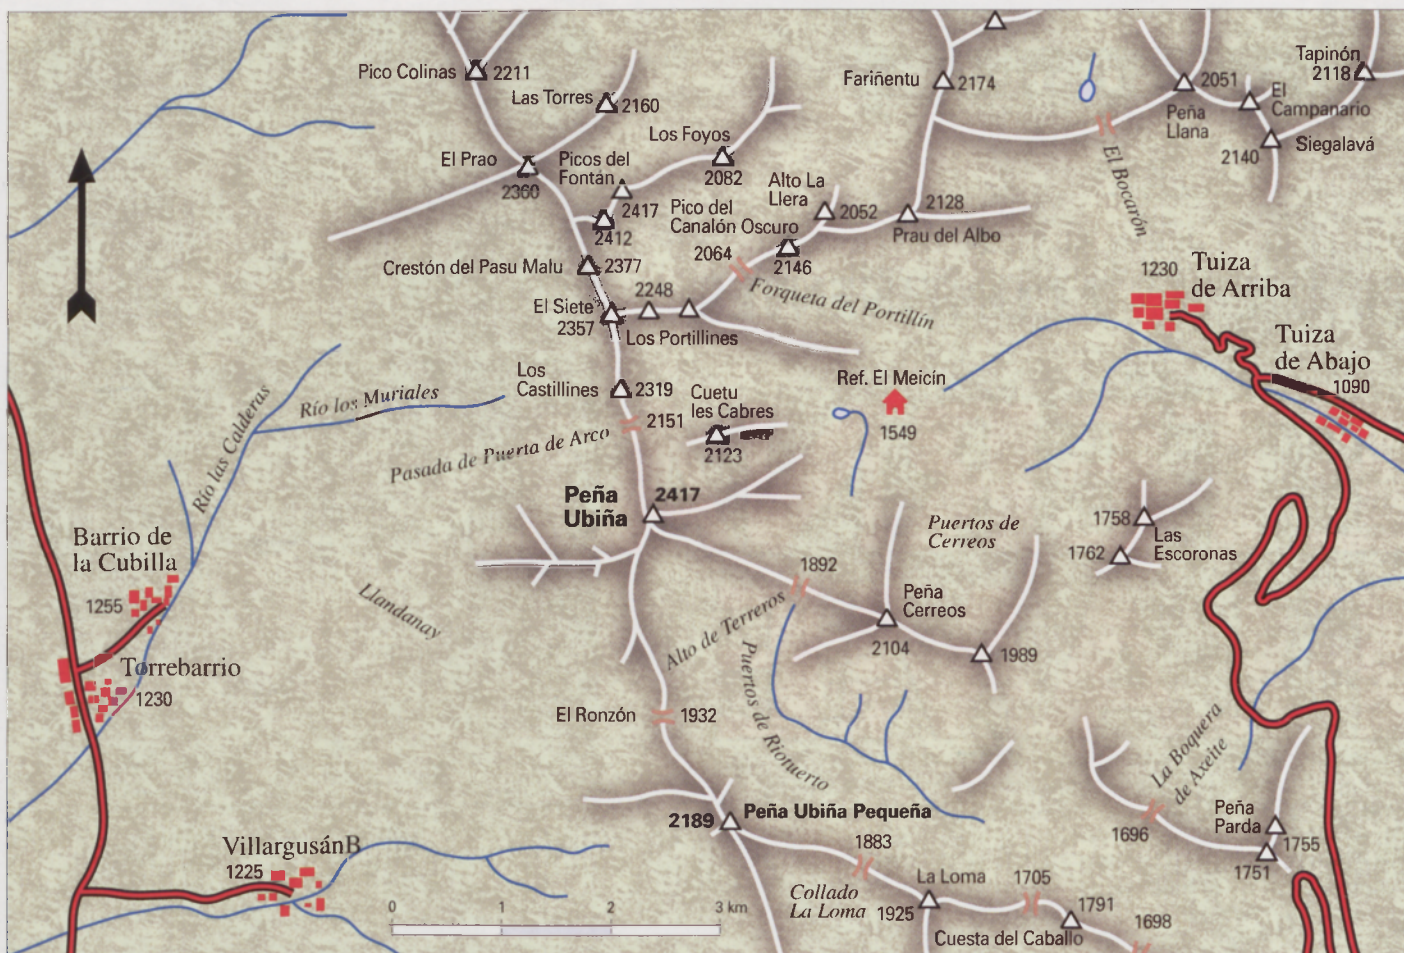 Pico Colinas
2211
Las Torres
2160
Fariñentu
2174
2051
Peña
Llana
Tapinón
2118
El
Campanario
Siegalavá
2140
El Bocarón
El Prao
2360
Picos del
Fontán
2417
2412
Los Foyos
2082
Pico del
Canalón Oscuro
2146
Alto La
Llera
2052
2128
Prau del Albo
2064
Forqueta del Portillín
Crestón del Pasu Malu
2377
El Siete
2357
2248
Los Portillines
1230
Tuiza
de Arriba
Tuiza
de Abajo
1090
Los
Castillines
2319
Cuetu
les Cabres
2123
Ref. El Meicín
1549
2151
Pasada de Puerta de Arco
Río los Muriales
Río las Calderas
Peña
Ubiña
2417
Puertos de
Cerreos
1758
1762
Las
Escoronas
Barrio de
la Cubilla
1255
Llandanay
1892
Alto de Terreros
Peña
Cerreos
2104
1989
Torrebarrio
1230
Puertos de Riotuerto
El Ronzón
1932
La Boquera
de Axeite
1696
Peña
Parda
1755
1751
2189
Peña Ubiña Pequeña
1883
Collado
La Loma
La Loma
1925
1705
1791
Cuesta del Caballo
1698
VillargusánB
1225
0
1
2
3 km